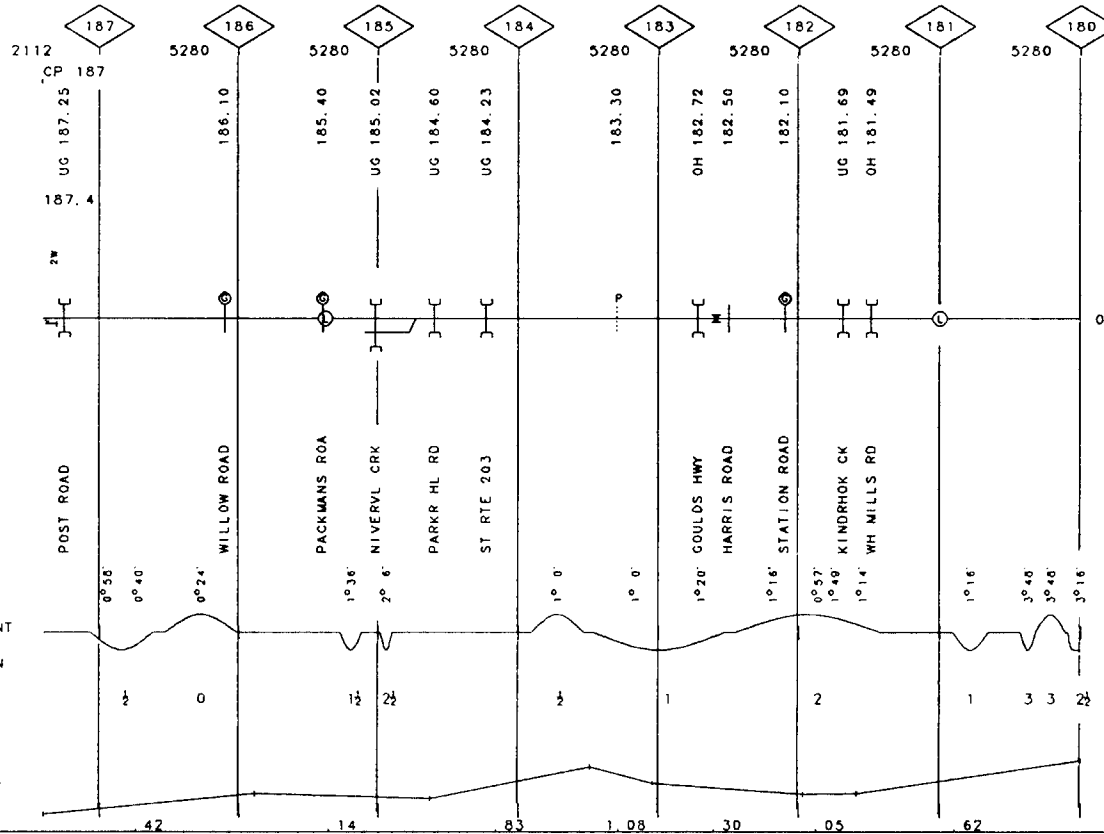 187 186 185 184 183 182 181 180
2112 5280 5280 5280 5280 5280 5280 5280
CP 187
UG 187.25
186.10
185.40
UG 185.02
UG 184.60
UG 184.23
183.30
OH 182.72
182.50
182.10
UG 181.69
OH 181.49
187.4
2W
G G P G
L L
0
POST ROAD
WILLOW ROAD
PACKMANS ROA
NIVERVL CRK
PARKR HL RD
ST RTE 203
GOULDS HWY
HARRIS ROAD
STATION ROAD
KINDRHOK CK
WH MILLS RD
0°58' 0°40' 0°24' 1°36' 2°6' 1°0' 1°0' 1°20' 1°16' 0°57' 1°49' 1°14' 1°16' 3°48' 3°48' 3°16'
NT
N
½ 0 1½ 2½ ½ 1 2 1 3 3 2½
.42 .14 .83 1.08 .30 .05 .62